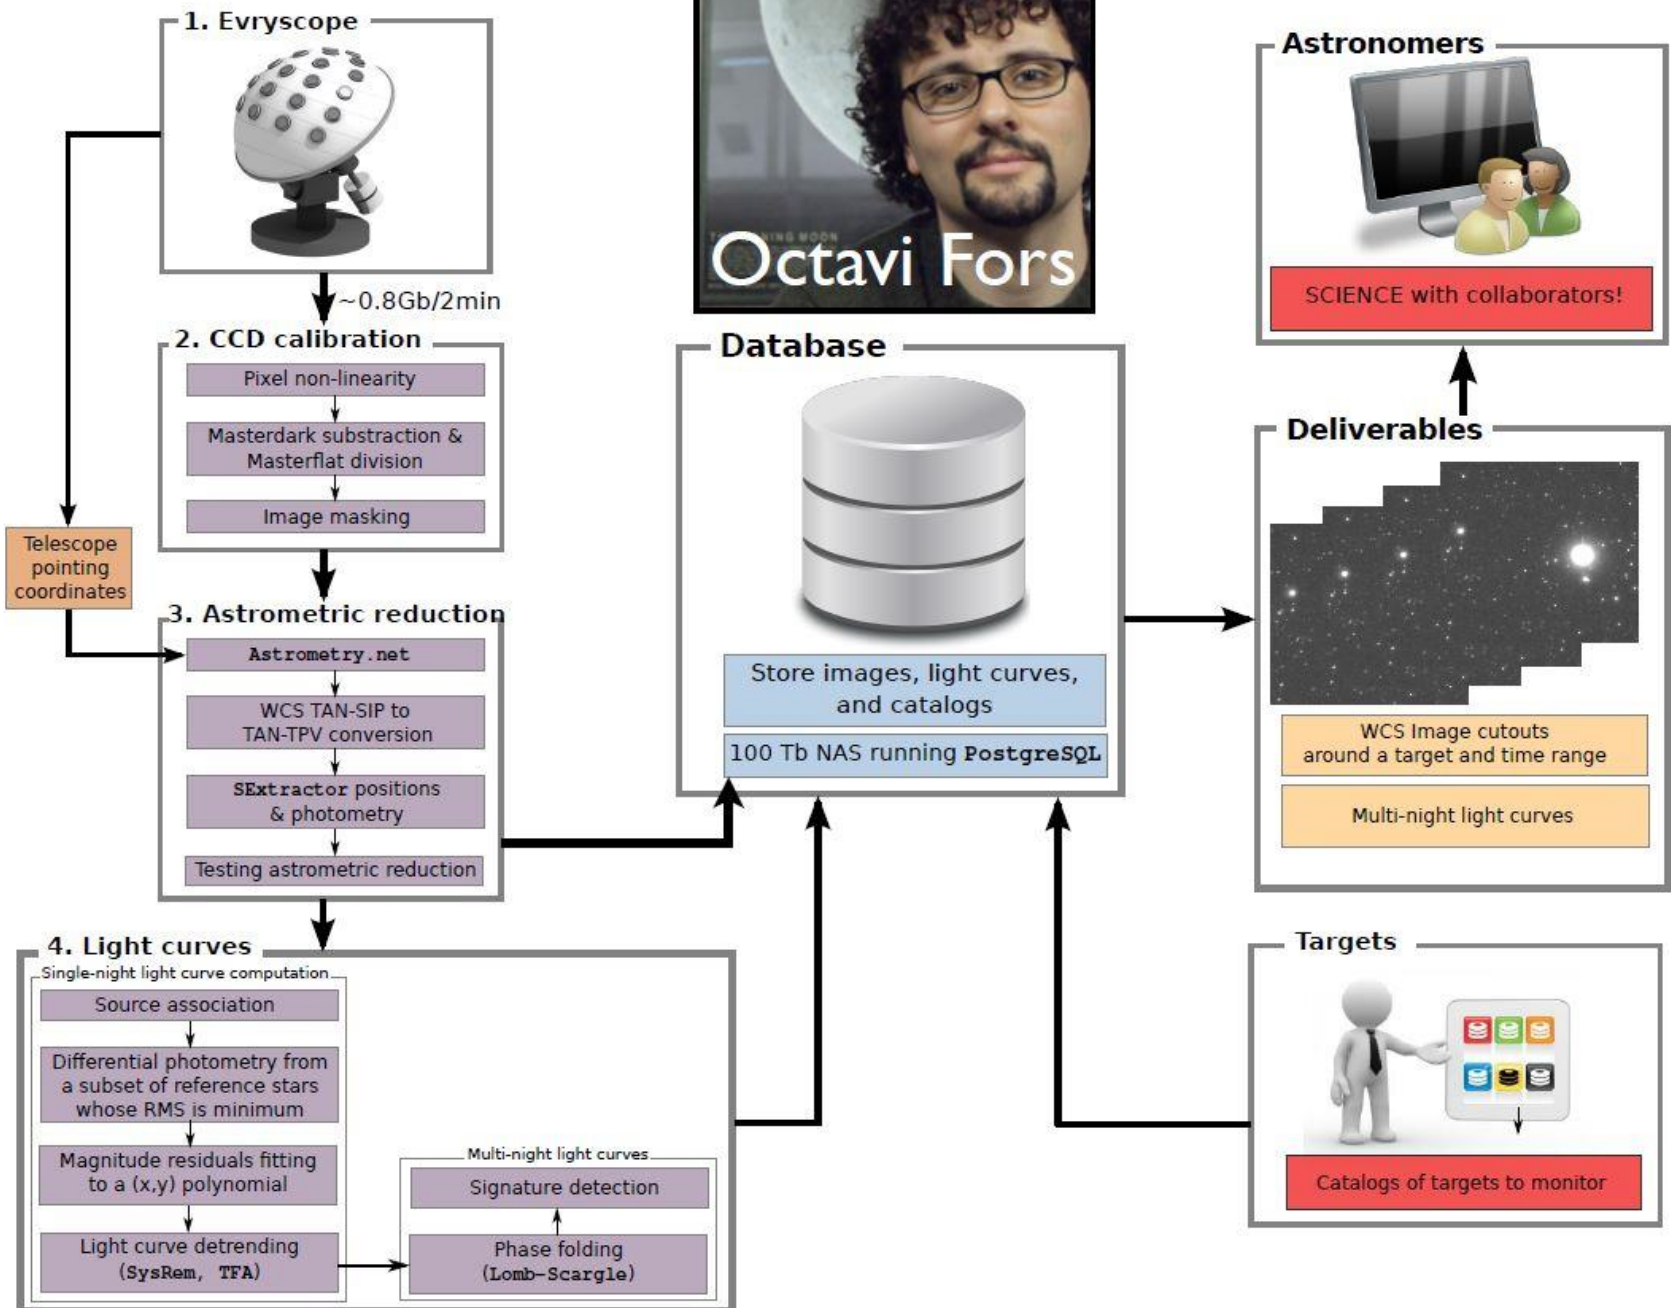 1. Evryscope
~0.8Gb/2min
2. CCD calibration
Pixel non-linearity
Masterdark substraction &
Masterflat division
Image masking
Telescope
pointing
coordinates
3. Astrometric reduction
Astrometry.net
WCS TAN-SIP to
TAN-TPV conversion
SExtractor positions
& photometry
Testing astrometric reduction
4. Light curves
Single-night light curve computation
Source association
Differential photometry from
a subset of reference stars
whose RMS is minimum
Magnitude residuals fitting
to a (x,y) polynomial
Light curve detrending
(SysRem, TFA)
Multi-night light curves
Signature detection
Phase folding
(Lomb-Scargle)
Octavi Fors
Database
Store images, light curves,
and catalogs
100 Tb NAS running PostgreSQL
Astronomers
SCIENCE with collaborators!
Deliverables
WCS Image cutouts
around a target and time range
Multi-night light curves
Targets
Catalogs of targets to monitor